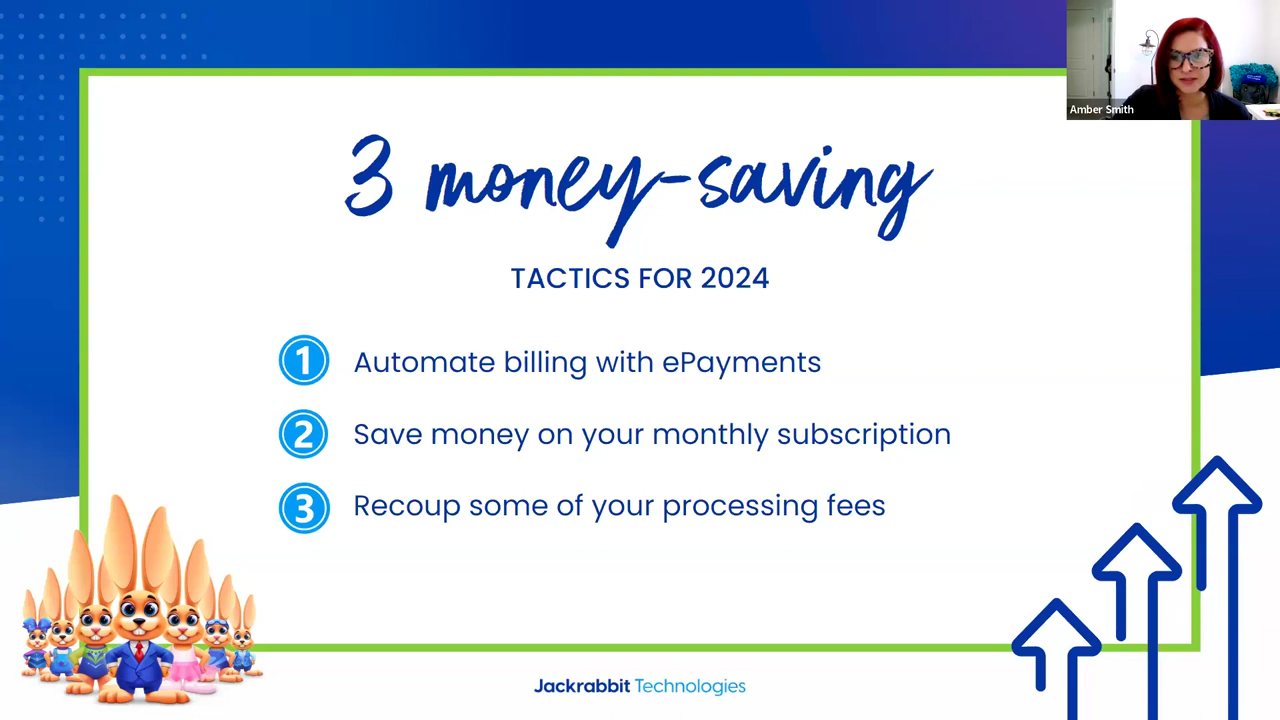 Amber Smith
3 money-saving
TACTICS FOR 2024
1 Automate billing with ePayments
2 Save money on your monthly subscription
3 Recoup some of your processing fees
Jackrabbit Technologies